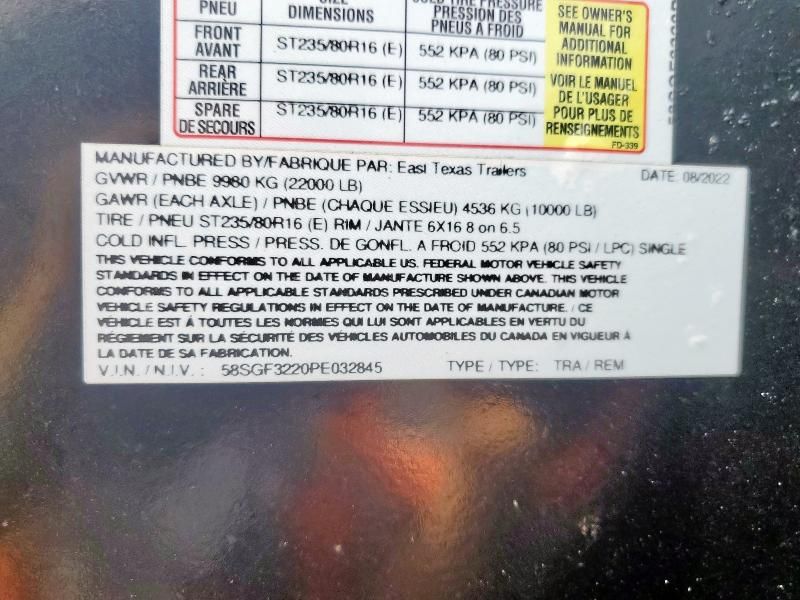 PNEU DIMENSIONS PRESSION DES PNEUS A FROID
SEE OWNER'S
MANUAL FOR
ADDITIONAL
INFORMATION
VOIR LE MANUEL
DE L'USAGER
POUR PLUS DE
RENSEIGNEMENTS
FRONT AVANT ST235/80R16 (E) 552 KPA (80 PSI)
REAR ARRIÈRE ST235/80R16 (E) 552 KPA (80 PSI)
SPARE DE SECOURS ST235/80R16 (E) 552 KPA (80 PSI)
FD-339
MANUFACTURED BY/FABRIQUE PAR: East Texas Trailers DATE: 08/2022
GVWR / PNBE 9980 KG (22000 LB)
GAWR (EACH AXLE) / PNBE (CHAQUE ESSIEU) 4536 KG (10000 LB)
TIRE / PNEU ST235/80R16 (E) RIM / JANTE 6X16 8 on 6.5
COLD INFL. PRESS / PRESS. DE GONFL. A FROID 552 KPA (80 PSI / LPC) SINGLE
THIS VEHICLE CONFORMS TO ALL APPLICABLE US. FEDERAL MOTOR VEHICLE SAFETY
STANDARDS IN EFFECT ON THE DATE OF MANUFACTURE SHOWN ABOVE. THIS VEHICLE
CONFORMS TO ALL APPLICABLE STANDARDS PRESCRIBED UNDER CANADIAN MOTOR
VEHICLE SAFETY REGULATIONS IN EFFECT ON THE DATE OF MANUFACTURE. / CE
VEHICLE EST Á TOUTES LES NORMES QUI LUI SONT APPLICABLES EN VERTU DU
RÉGIEMENT SUR LA SÉCURITÉ DES VÉHICLES AUTOMOBILES DU CANADA EN VIGUEUR À
LA DATE DE SA FABRICATION.
V.I.N. / N.I.V. : 58SGF3220PE032845 TYPE / TYPE: TRA / REM